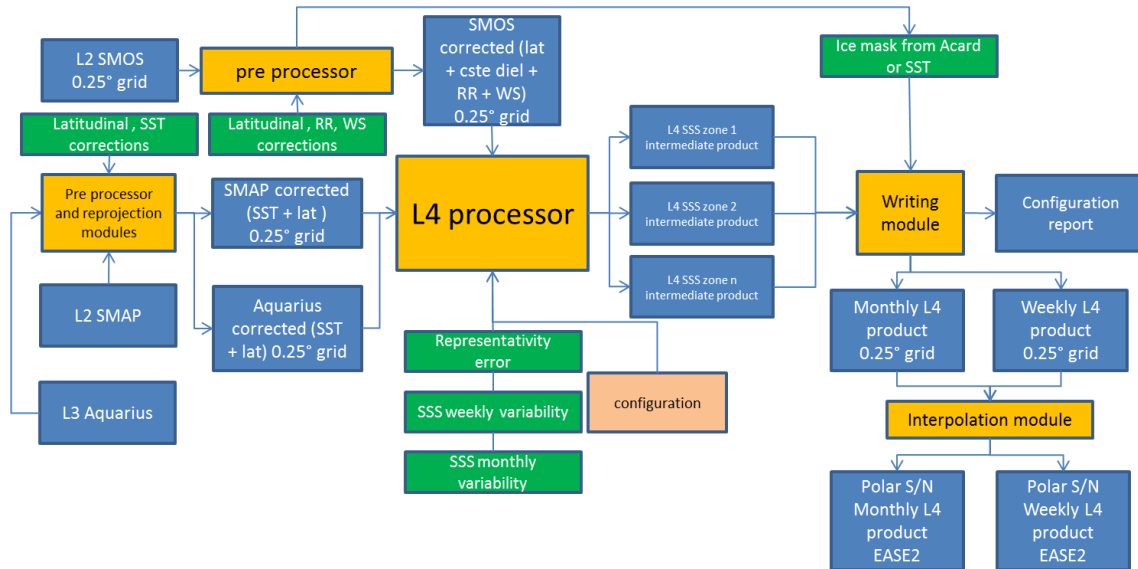 L2 SMOS
0.25° grid
pre processor
SMOS
corrected (lat
+ cste diel +
RR + WS)
0.25° grid
Ice mask from Acard
or SST
Latitudinal , SST
corrections
Latitudinal , RR, WS
corrections
Pre processor
and reprojection
modules
SMAP corrected
(SST + lat )
0.25° grid
L4 processor
L4 SSS zone 1
intermediate product
L4 SSS zone 2
intermediate product
L4 SSS zone n
intermediate product
Writing
module
Configuration
report
L2 SMAP
Aquarius
corrected (SST
+ lat) 0.25° grid
L3 Aquarius
Representativity
error
SSS weekly variability
SSS monthly
variability
configuration
Monthly L4
product
0.25° grid
Weekly L4
product
0.25° grid
Interpolation module
Polar S/N
Monthly L4
product
EASE2
Polar S/N
Weekly L4
product
EASE2